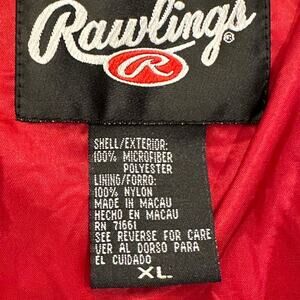 Rawlings
R
SHELL/EXTERIOR:
100% MICROFIBER
POLYESTER
LINING/FORRO:
100% NYLON
MADE IN MACAU
HECHO EN MACAU
RN 71661
SEE REVERSE FOR CARE
VER AL DORSO PARA
EL CUIDADO
XL